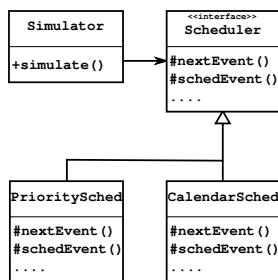 Simulator
+simulate()
<<interface>>
Scheduler
#nextEvent()
#schedEvent()
....
PrioritySched
#nextEvent()
#schedEvent()
....
CalendarSched
#nextEvent()
#schedEvent()
....